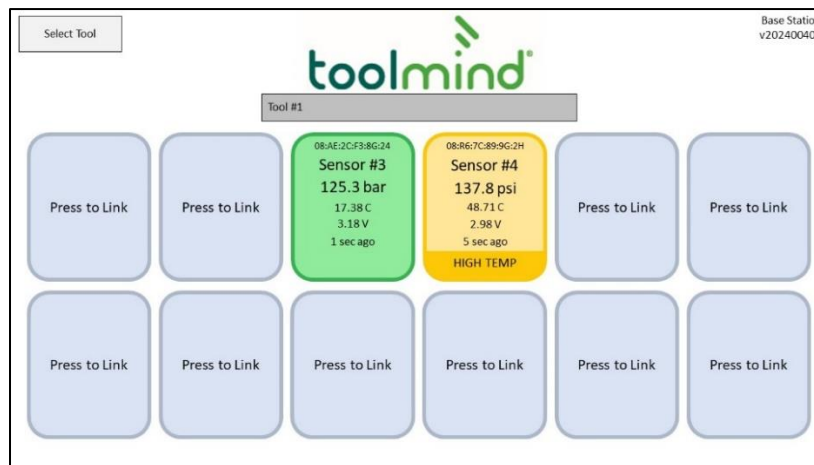 Select Tool
Base Statio
v20240040
toolmind®
Tool #1
Press to Link
Press to Link
08:AE:2C:F3:8G:24
Sensor #3
125.3 bar
17.38 C
3.18 V
1 sec ago
08:R6:7C:89:9G:2H
Sensor #4
137.8 psi
48.71 C
2.98 V
5 sec ago
HIGH TEMP
Press to Link
Press to Link
Press to Link
Press to Link
Press to Link
Press to Link
Press to Link
Press to Link